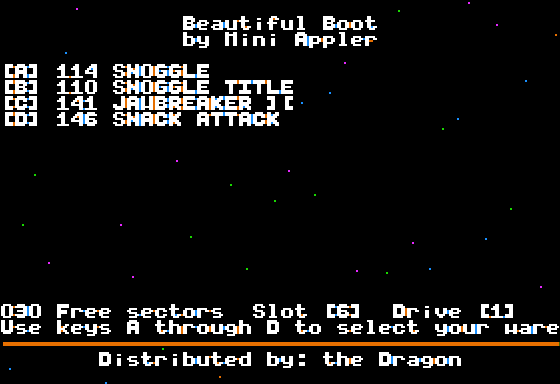 Beautiful Boot
by Mini Appler
[A] 114 SNOGGLE
[B] 110 SNOGGLE TITLE
[C] 141 JAWBREAKER ][
[D] 146 SNACK ATTACK
030 Free sectors Slot [6] Drive [1]
Use keys A through D to select your ware
Distributed by: the Dragon